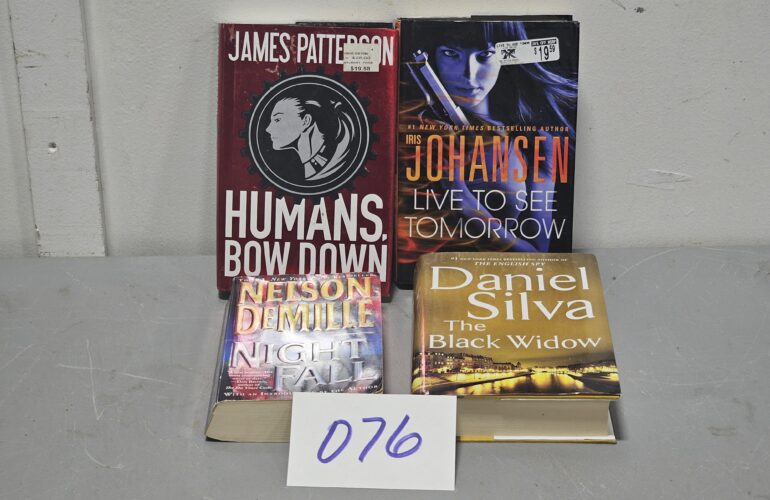 JAMES PATTERSON
$19.58
HUMANS,
BOW DOWN
$19.59
#1 NEW YORK TIMES BESTSELLING AUTHOR
IRIS
JOHANSEN
LIVE TO SEE
TOMORROW
NELSON
DEMILLE
NIGHT
FALL
#1 NEW YORK TIMES BESTSELLING AUTHOR OF
THE ENGLISH SPY
Daniel
Silva
The
Black Widow
076